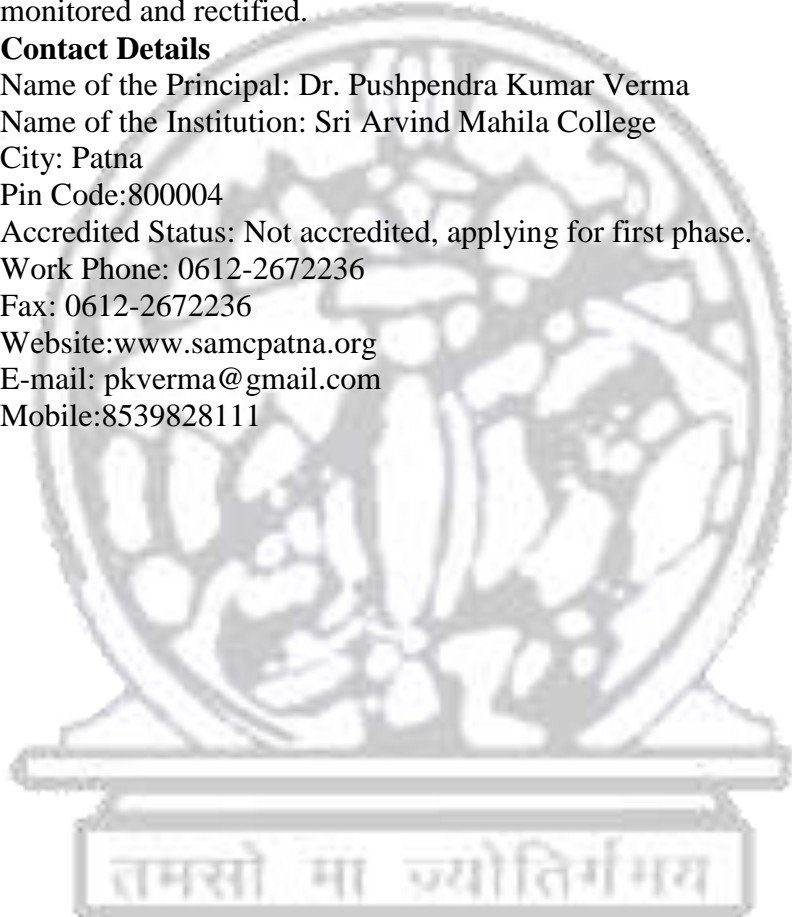 monitored and rectified.
Contact Details
Name of the Principal: Dr. Pushpendra Kumar Verma
Name of the Institution: Sri Arvind Mahila College
City: Patna
Pin Code:800004
Accredited Status: Not accredited, applying for first phase.
Work Phone: 0612-2672236
Fax: 0612-2672236
Website:www.samcpatna.org
E-mail: pkverma@gmail.com
Mobile:8539828111
तमसो मा ज्योतिर्गमय